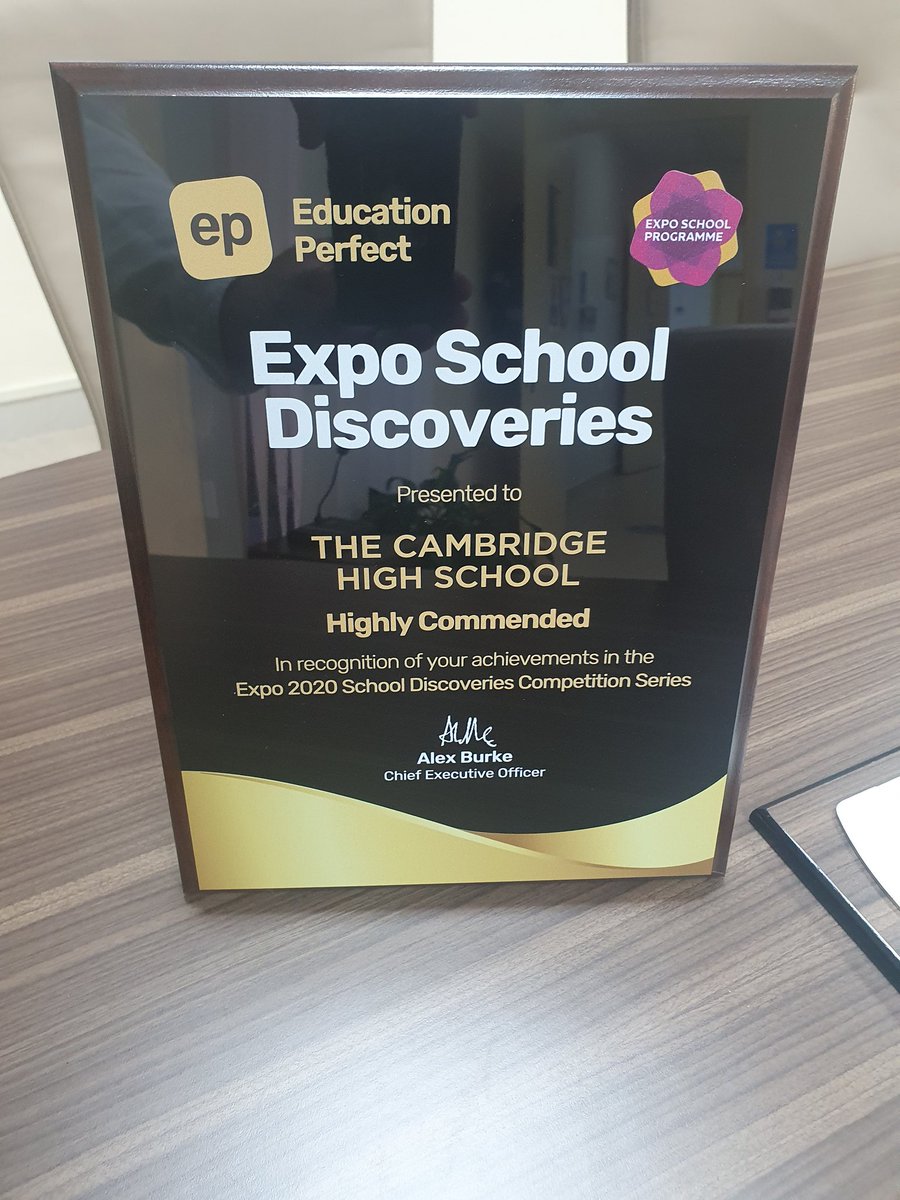 ep
Education
Perfect
EXPO SCHOOL
PROGRAMME
Expo School
Discoveries
Presented to
THE CAMBRIDGE
HIGH SCHOOL
Highly Commended
In recognition of your achievements in the
Expo 2020 School Discoveries Competition Series
Alex Burke
Chief Executive Officer